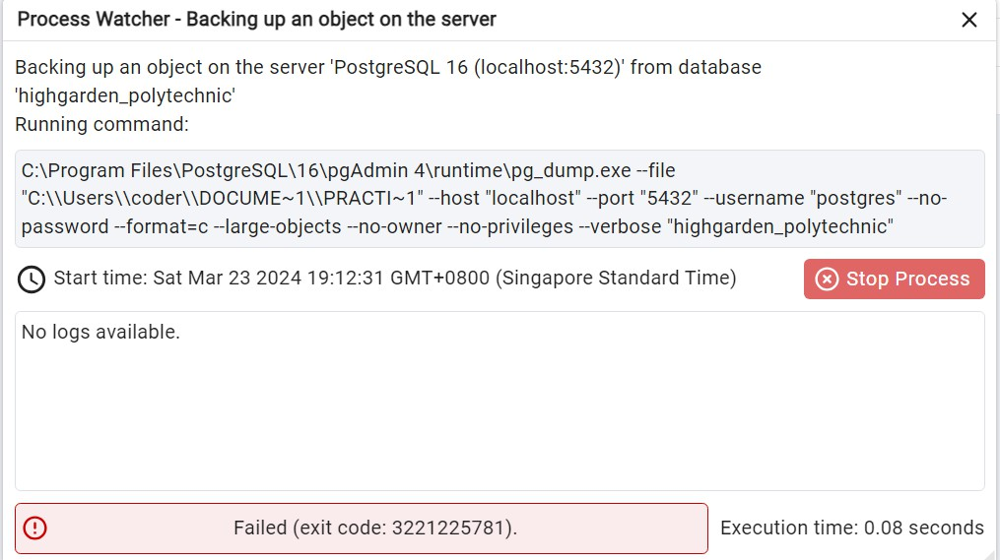 Process Watcher - Backing up an object on the server
Backing up an object on the server 'PostgreSQL 16 (localhost:5432)' from database
'highgarden_polytechnic'
Running command:
C:\Program Files\PostgreSQL\16\pgAdmin 4\runtime\pg_dump.exe --file
"C:\\Users\\coder\\DOCUME~1\\PRACTI~1" --host "localhost" --port "5432" --username "postgres" --no-
password --format=c --large-objects --no-owner --no-privileges --verbose "highgarden_polytechnic"
Start time: Sat Mar 23 2024 19:12:31 GMT+0800 (Singapore Standard Time)
Stop Process
No logs available.
Failed (exit code: 3221225781).
Execution time: 0.08 seconds